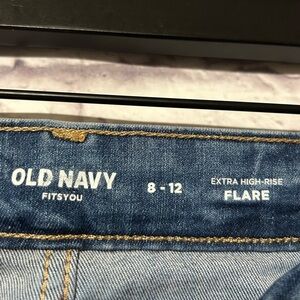 OLD NAVY
FITSYOU
8 - 12
EXTRA HIGH-RISE
FLARE